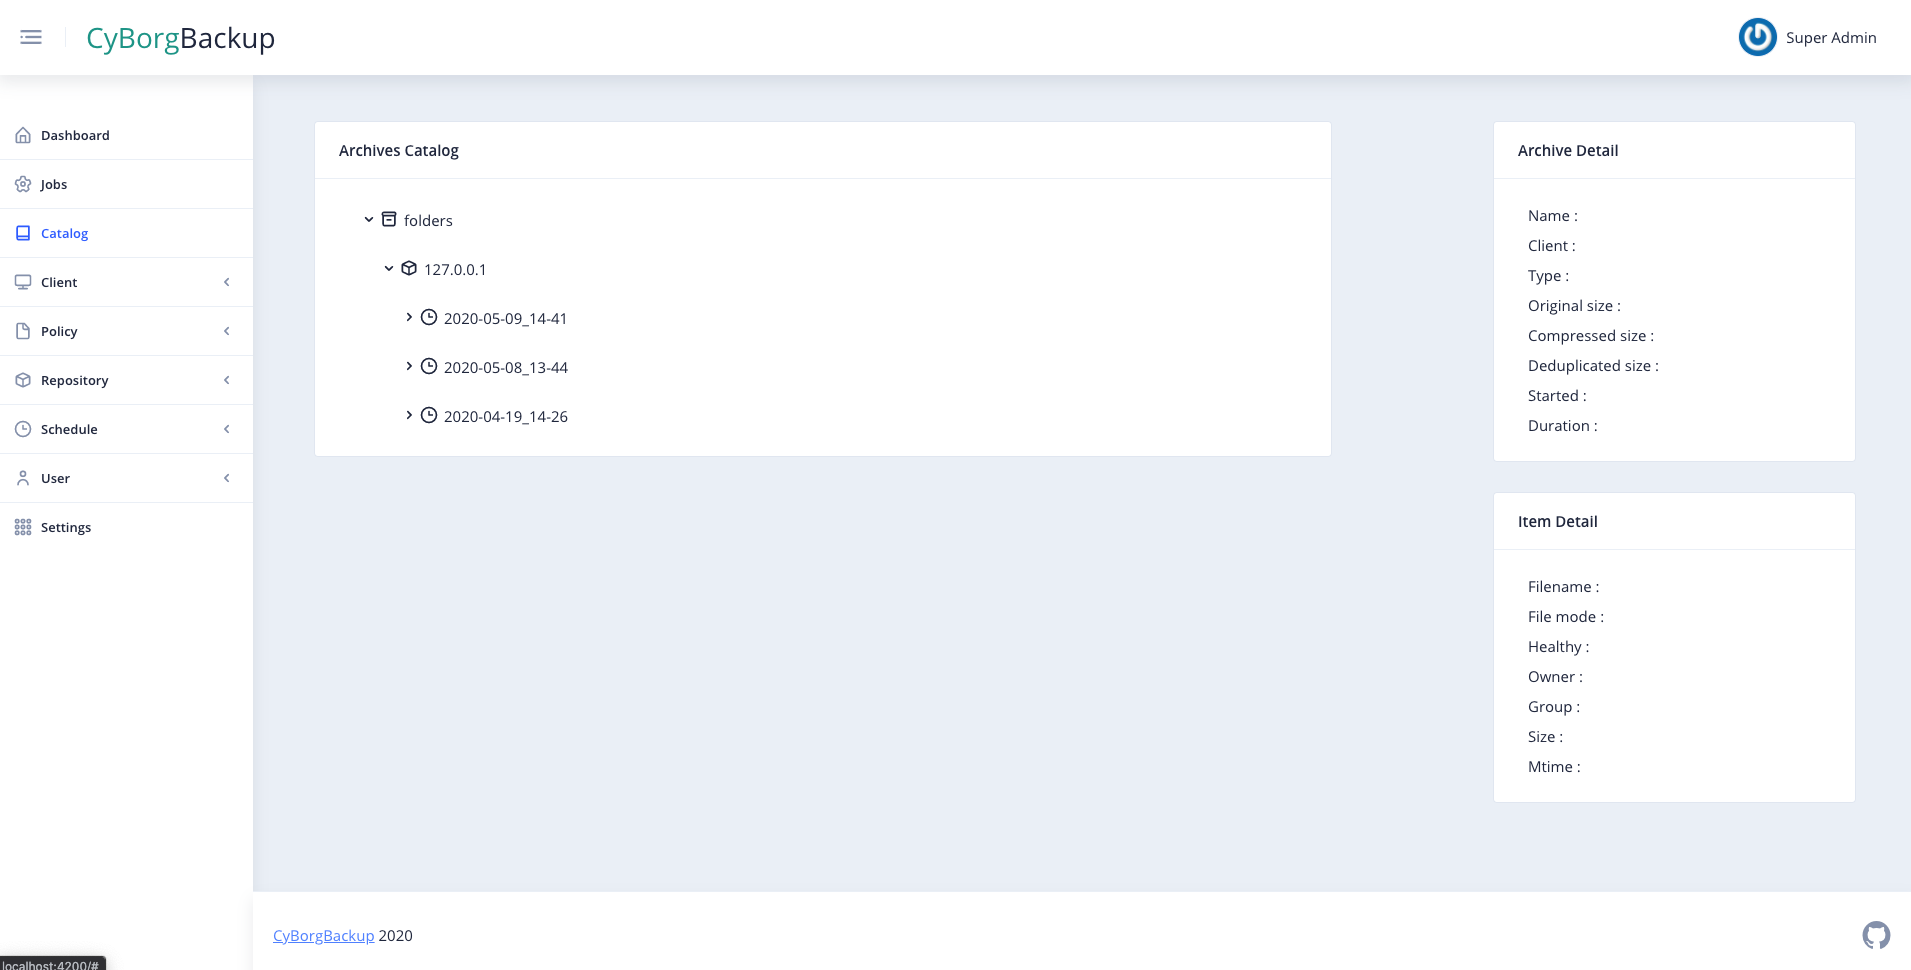 CyBorgBackup
Super Admin
Dashboard
Jobs
Catalog
Client
Policy
Repository
Schedule
User
Settings
Archives Catalog
folders
127.0.0.1
2020-05-09_14-41
2020-05-08_13-44
2020-04-19_14-26
Archive Detail
Name :
Client :
Type :
Original size :
Compressed size :
Deduplicated size :
Started :
Duration :
Item Detail
Filename :
File mode :
Healthy :
Owner :
Group :
Size :
Mtime :
CyBorgBackup 2020
localhost:4200/#